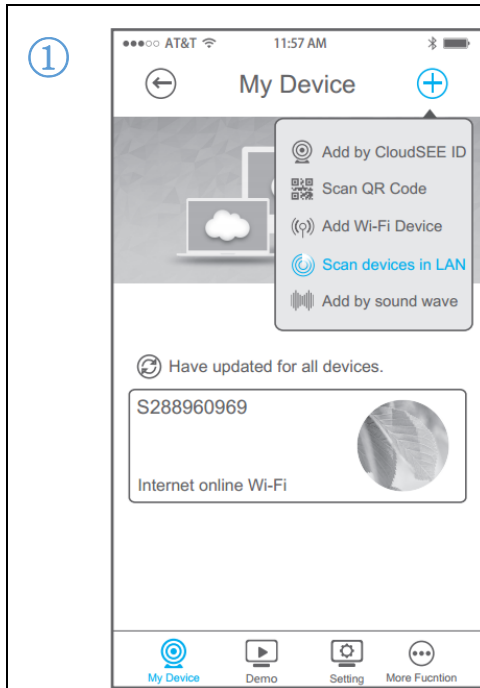 ①
AT&T 11:57 AM
My Device
Add by CloudSEE ID
Scan QR Code
Add Wi-Fi Device
Scan devices in LAN
Add by sound wave
Have updated for all devices.
S288960969
Internet online Wi-Fi
My Device Demo Setting More Fucntion